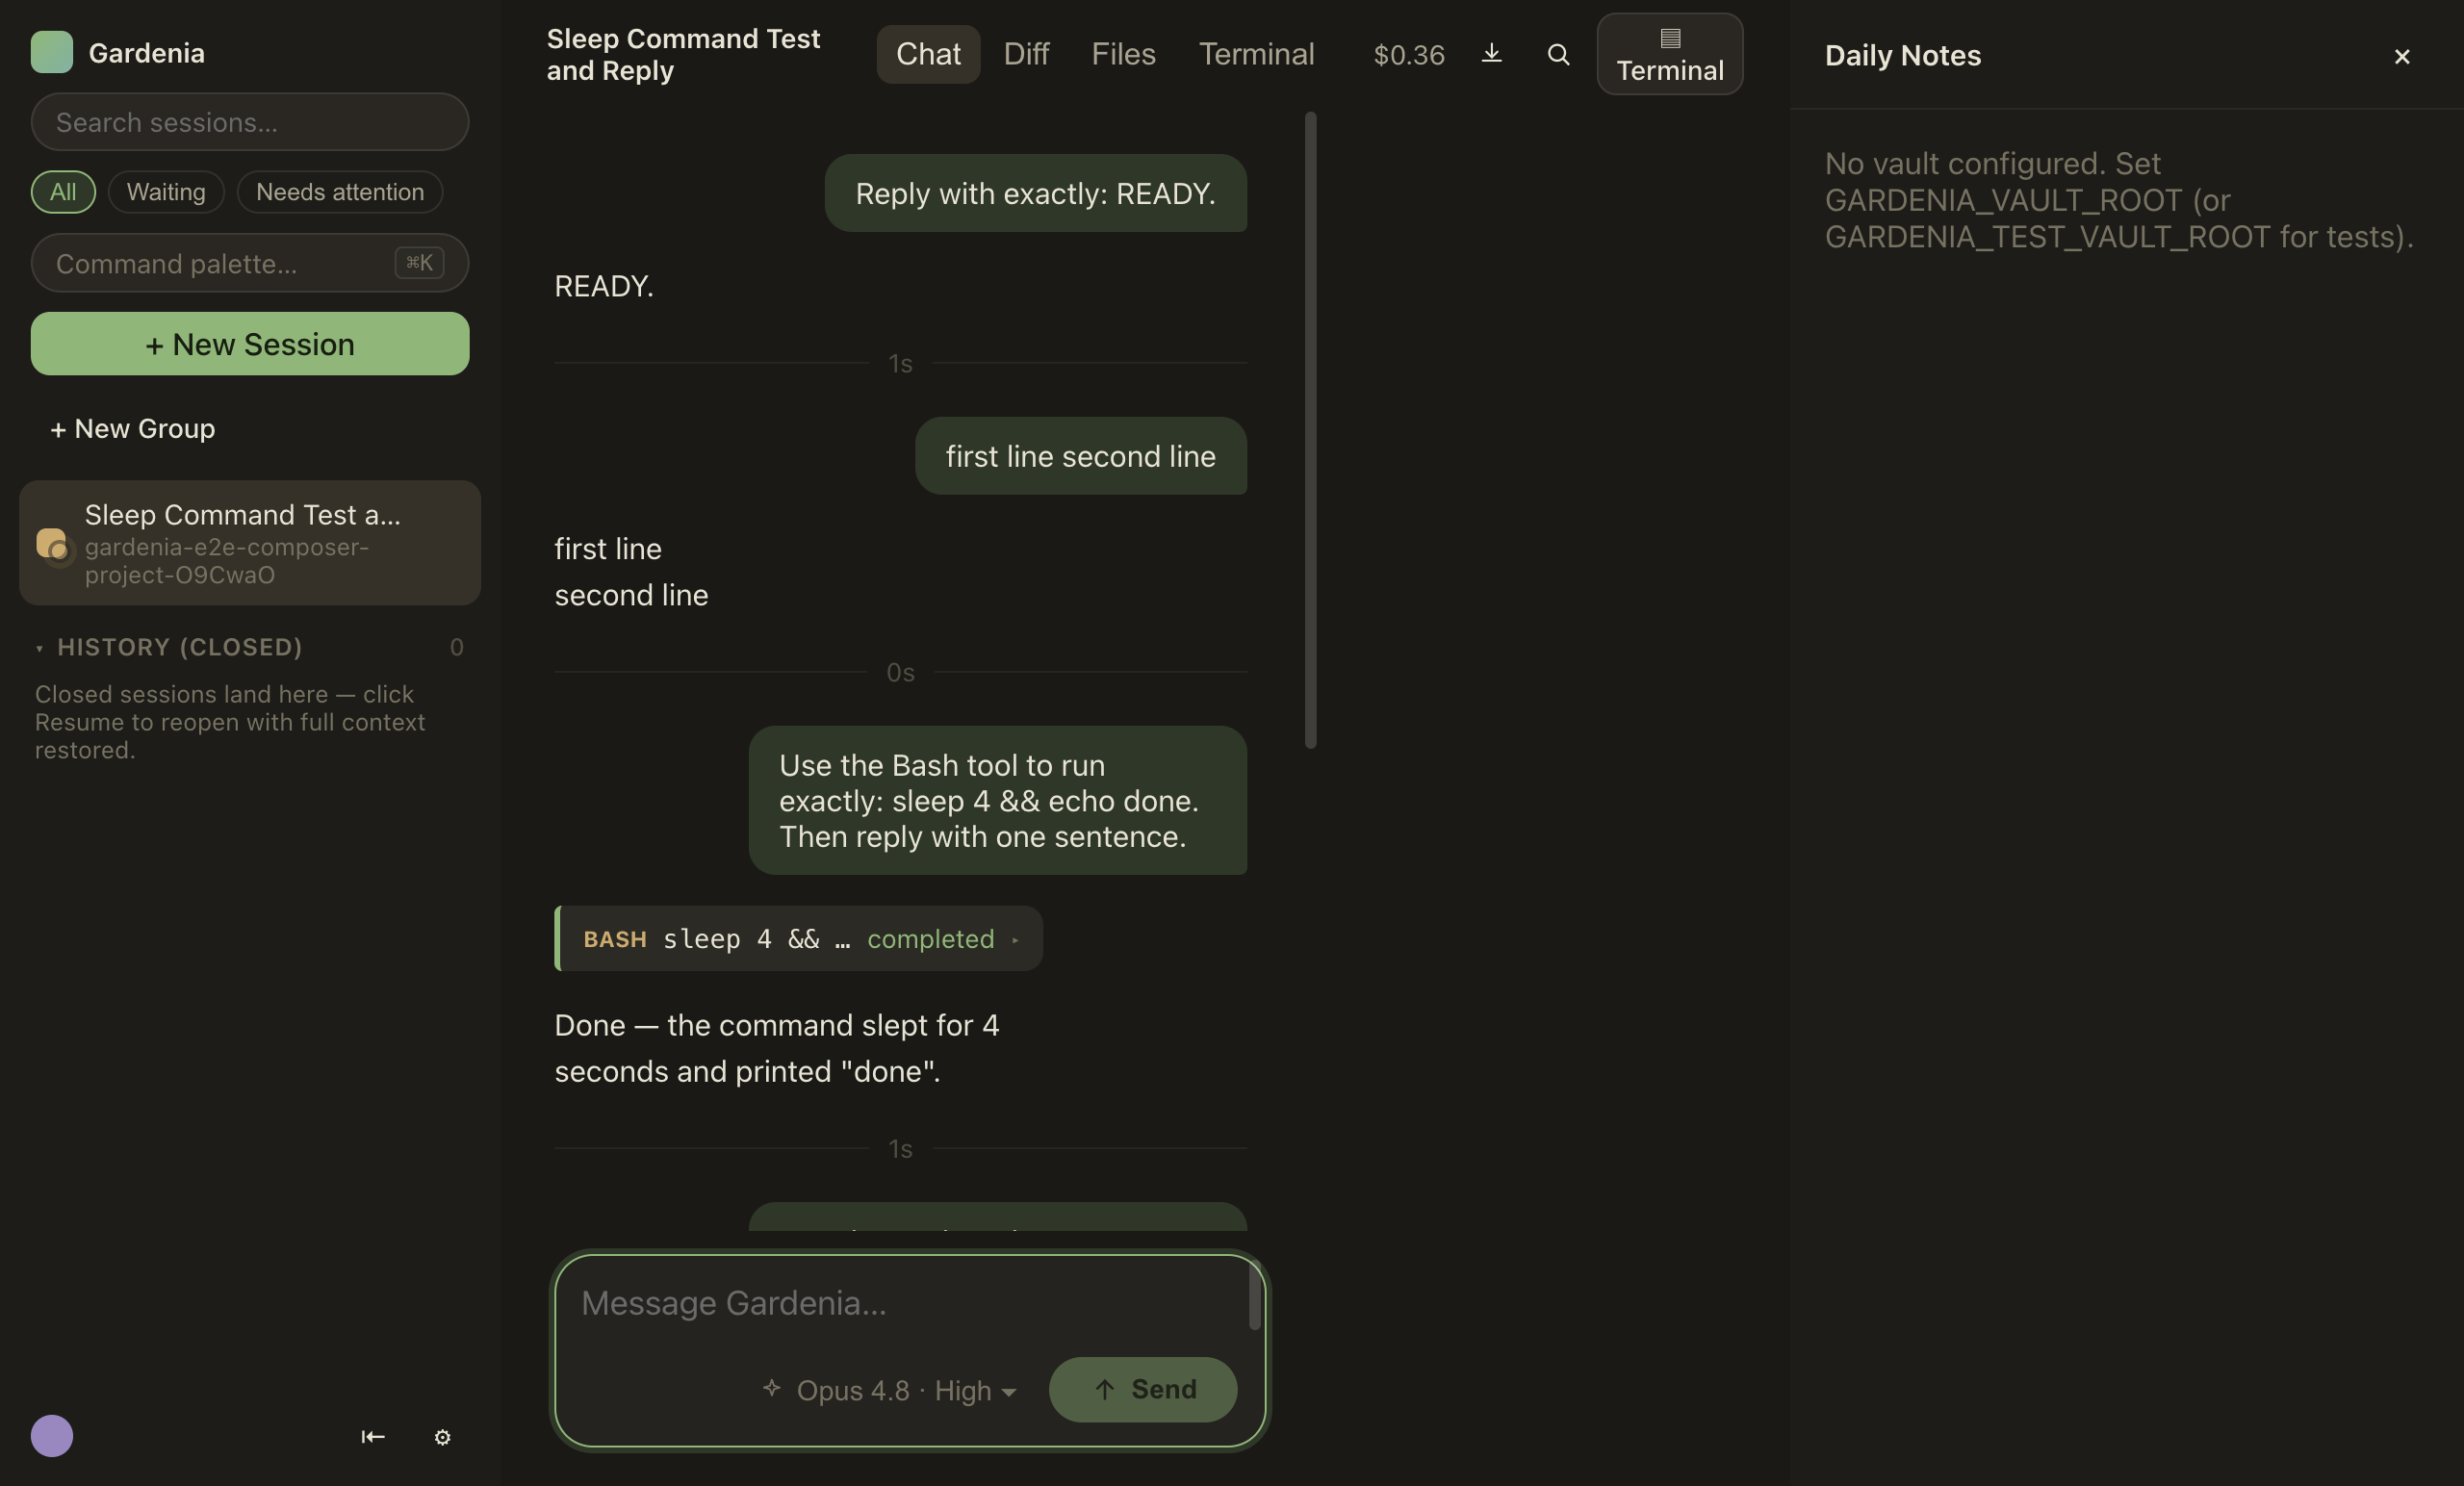 Gardenia
Search sessions...
All
Waiting
Needs attention
Command palette...
⌘K
+ New Session
+ New Group
Sleep Command Test a...
gardenia-e2e-composer-
project-O9CwaO
HISTORY (CLOSED)
0
Closed sessions land here — click
Resume to reopen with full context
restored.
Sleep Command Test
and Reply
Chat
Diff
Files
Terminal
$0.36
Terminal
Reply with exactly: READY.
READY.
1s
first line second line
first line
second line
0s
Use the Bash tool to run
exactly: sleep 4 && echo done.
Then reply with one sentence.
BASH sleep 4 && … completed
Done — the command slept for 4
seconds and printed "done".
1s
Message Gardenia...
Opus 4.8 · High
Send
Daily Notes
No vault configured. Set
GARDENIA_VAULT_ROOT (or
GARDENIA_TEST_VAULT_ROOT for tests).